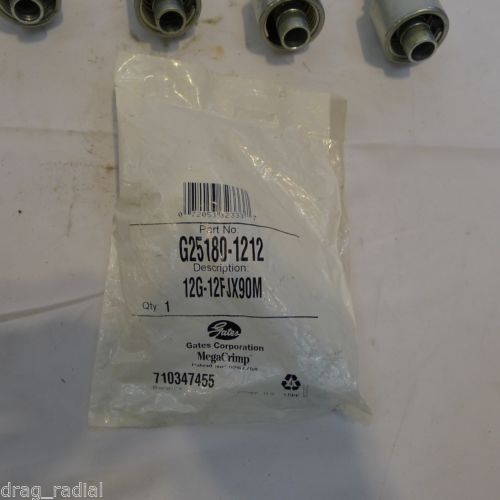 Part No:
G25180-1212
Description:
12G-12FJX90M
Qty 1
Gates
Gates Corporation
MegaCrimp
710347455
drag_radial